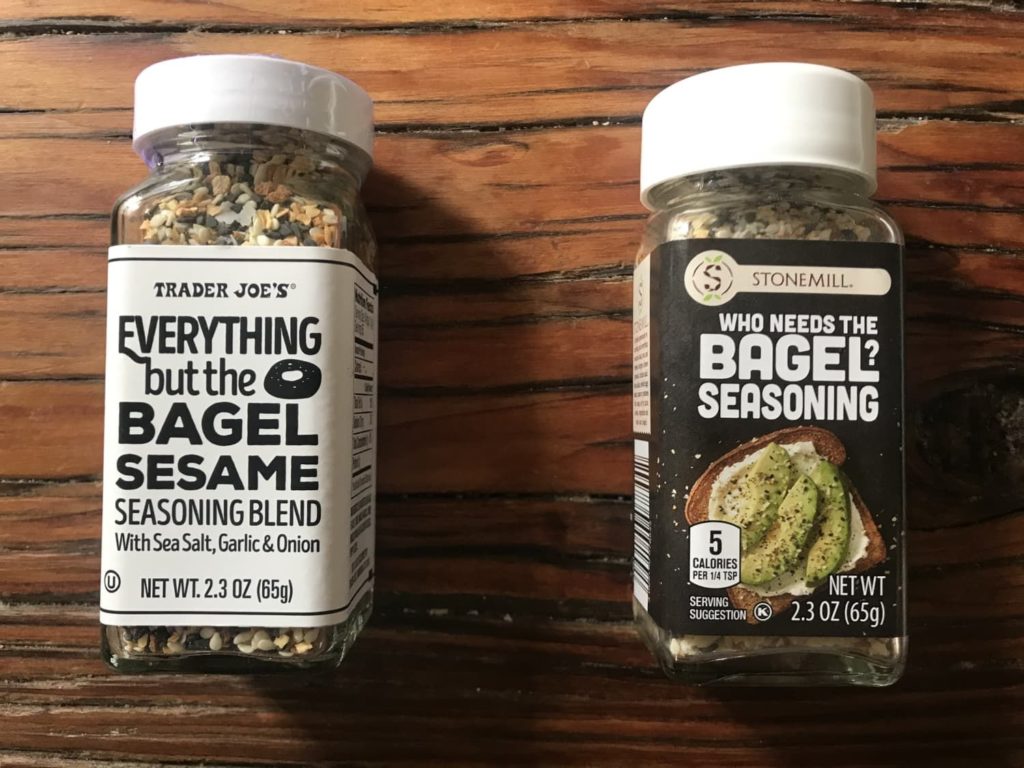 TRADER JOE'S®
EVERYTHING
but the
BAGEL
SESAME
SEASONING BLEND
With Sea Salt, Garlic & Onion
U
NET WT. 2.3 OZ (65g)
S
STONEMILL®
WHO NEEDS THE
BAGEL?
SEASONING
5
CALORIES
PER 1/4 TSP
SERVING
SUGGESTION
K
NET WT
2.3 OZ (65g)